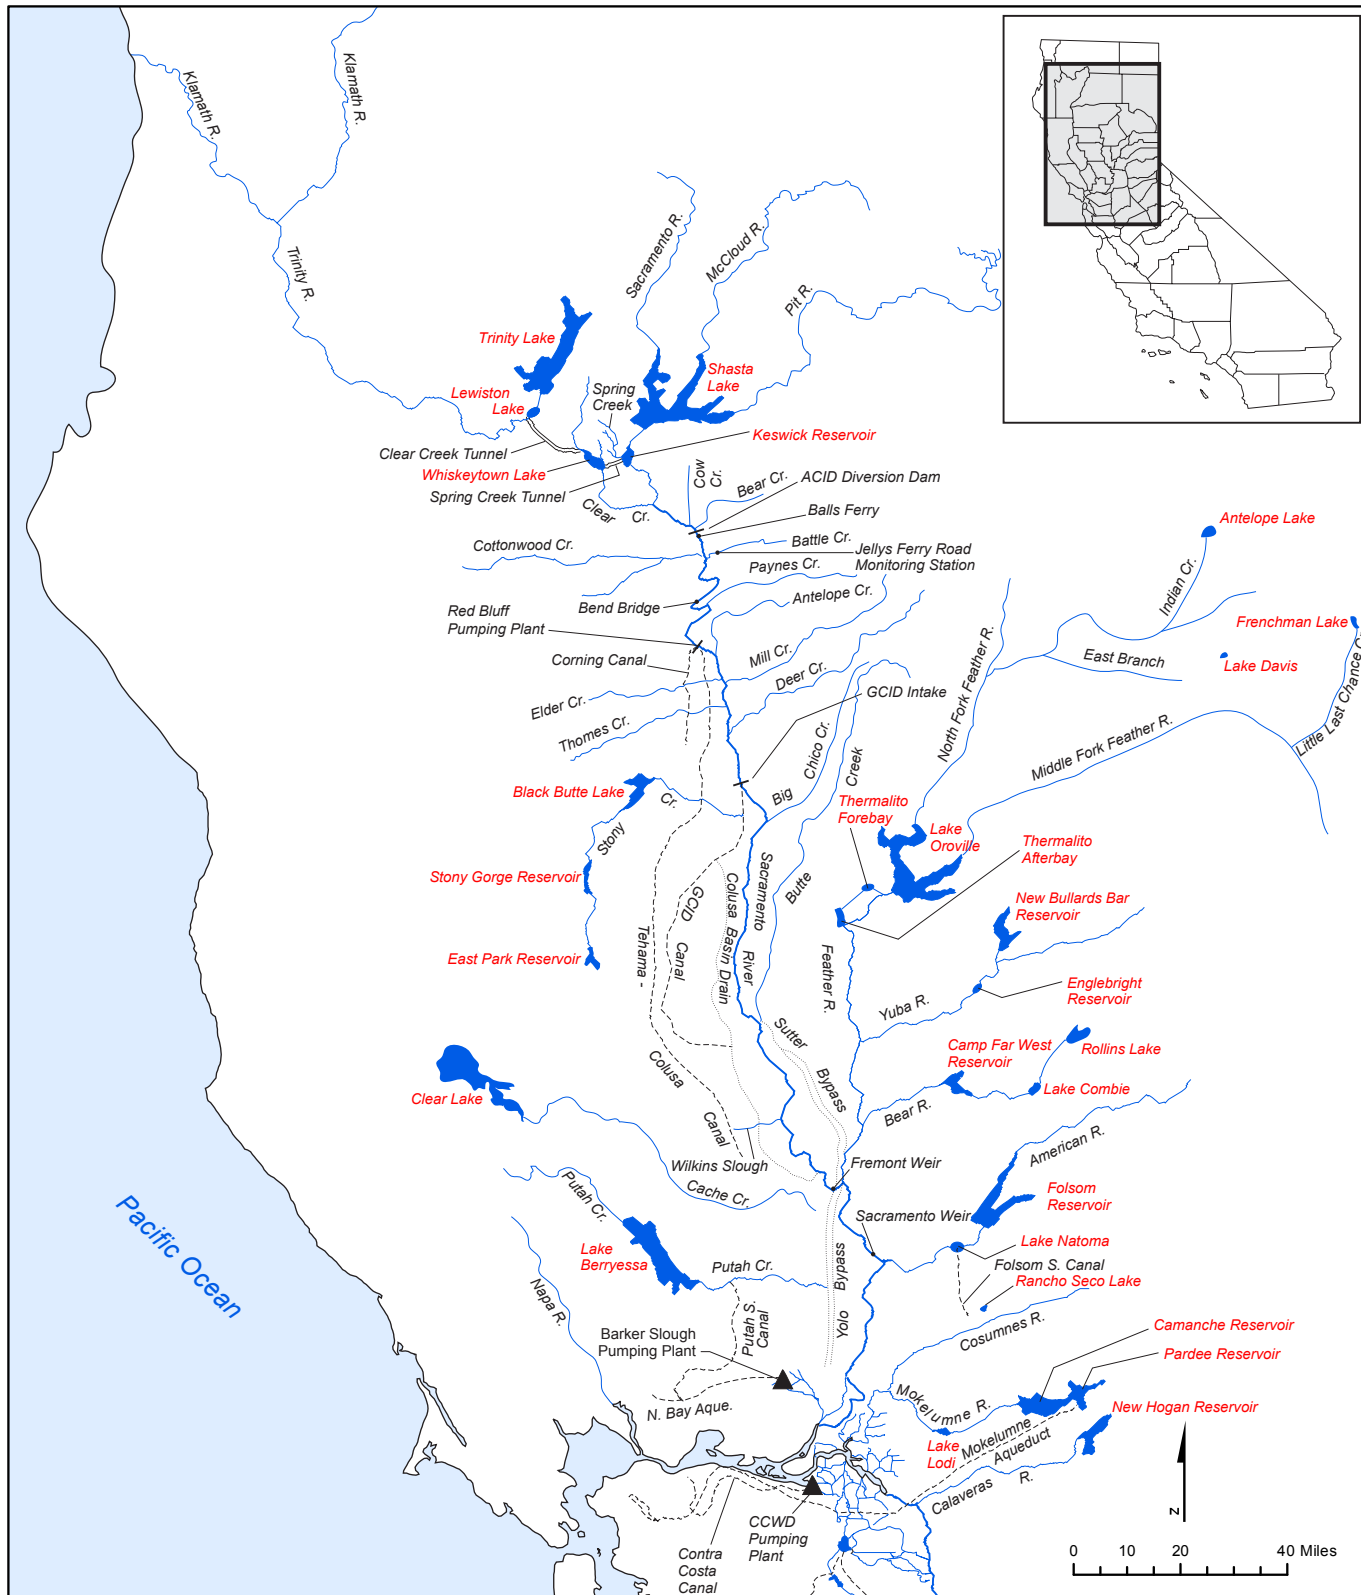 Klamath R.
Klamath R.
Trinity R.
Sacramento R.
McCloud R.
Pit R.
Trinity Lake
Shasta
Lake
Lewiston
Lake
Spring
Creek
Keswick Reservoir
Clear Creek Tunnel
Whiskeytown Lake
Spring Creek Tunnel
Clear Cr.
Cow
Cr.
Bear Cr.
ACID Diversion Dam
Balls Ferry
Cottonwood Cr.
Battle Cr.
Jellys Ferry Road
Monitoring Station
Paynes Cr.
Bend Bridge
Antelope Cr.
Red Bluff
Pumping Plant
Corning Canal
Mill Cr.
Deer Cr.
Elder Cr.
Thomes Cr.
GCID Intake
Antelope Lake
Indian Cr.
Frenchman Lake
East Branch
Lake Davis
Little Last Chance C
North Fork Feather R.
Middle Fork Feather R.
Big Chico Cr.
Butte Creek
Black Butte Lake
Stony Cr.
Stony Gorge Reservoir
East Park Reservoir
Thermalito
Forebay
Lake
Oroville
Thermalito
Afterbay
New Bullards Bar
Reservoir
Sacramento River
Colusa Basin Drain
GCID Canal
Tehama - Colusa Canal
Feather R.
Yuba R.
Englebright
Reservoir
Sutter Bypass
Camp Far West
Reservoir
Rollins Lake
Lake Combie
Bear R.
Clear Lake
Wilkins Slough
Cache Cr.
Fremont Weir
American R.
Folsom
Reservoir
Sacramento Weir
Lake Natoma
Folsom S. Canal
Rancho Seco Lake
Putah Cr.
Lake
Berryessa
Putah Cr.
Yolo Bypass
Cosumnes R.
Napa R.
Putah S.
Canal
Barker Slough
Pumping Plant
N. Bay Aque.
Camanche Reservoir
Pardee Reservoir
Mokelumne R.
New Hogan Reservoir
Lake
Lodi
Mokelumne
Aqueduct
Calaveras R.
CCWD
Pumping
Plant
Contra
Costa
Canal
Pacific Ocean
N
0 10 20 40 Miles